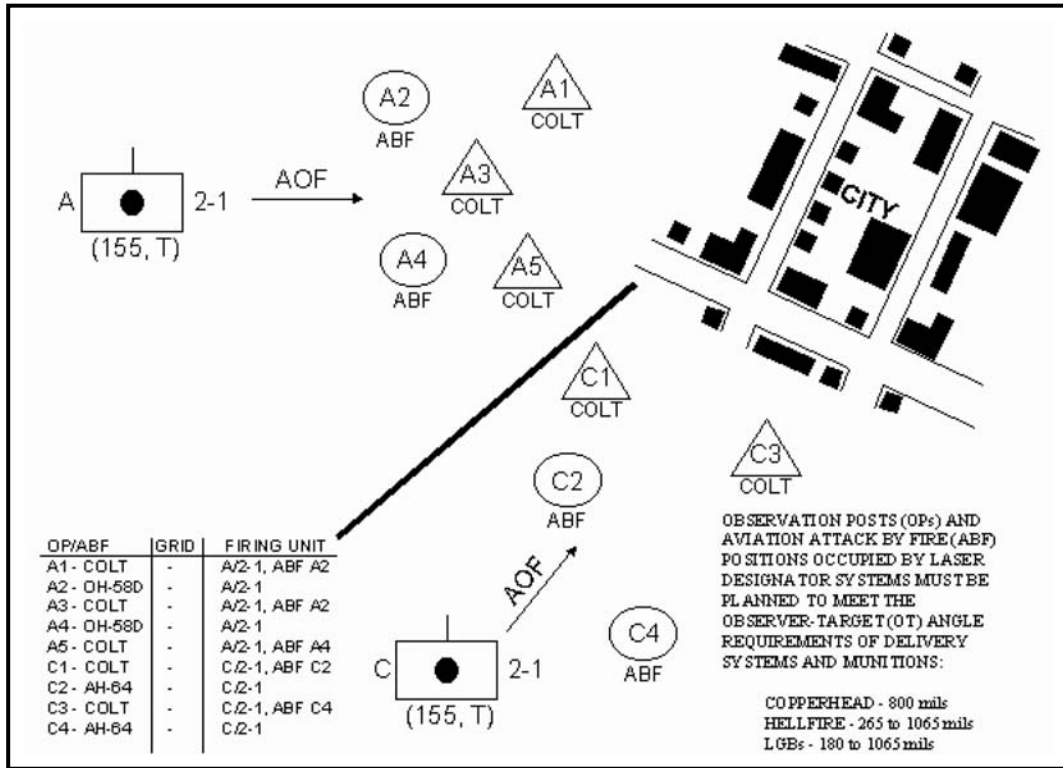 A2
ABF
A1
COLT
A3
COLT
A 2-1
(155, T)
AOF
A4
ABF
A5
COLT
CITY
C1
COLT
C2
ABF
C3
COLT
AOF
C 2-1
(155, T)
C4
ABF
OP/ABF GRID FIRING UNIT
A1 - COLT - A/2-1, ABF A2
A2 - OH-58D - A/2-1
A3 - COLT - A/2-1, ABF A2
A4 - OH-58D - A/2-1
A5 - COLT - A/2-1, ABF A4
C1 - COLT - C/2-1, ABF C2
C2 - AH-64 - C/2-1
C3 - COLT - C/2-1, ABF C4
C4 - AH-64 - C/2-1
OBSERVATION POSTS (OPs) AND
AVIATION ATTACK BY FIRE (ABF)
POSITIONS OCCUPIED BY LASER
DESIGNATOR SYSTEMS MUST BE
PLANNED TO MEET THE
OBSERVER-TARGET (OT) ANGLE
REQUIREMENTS OF DELIVERY
SYSTEMS AND MUNITIONS:
COPPERHEAD - 800 mils
HELLFIRE - 265 to 1065 mils
LGBs - 180 to 1065 mils